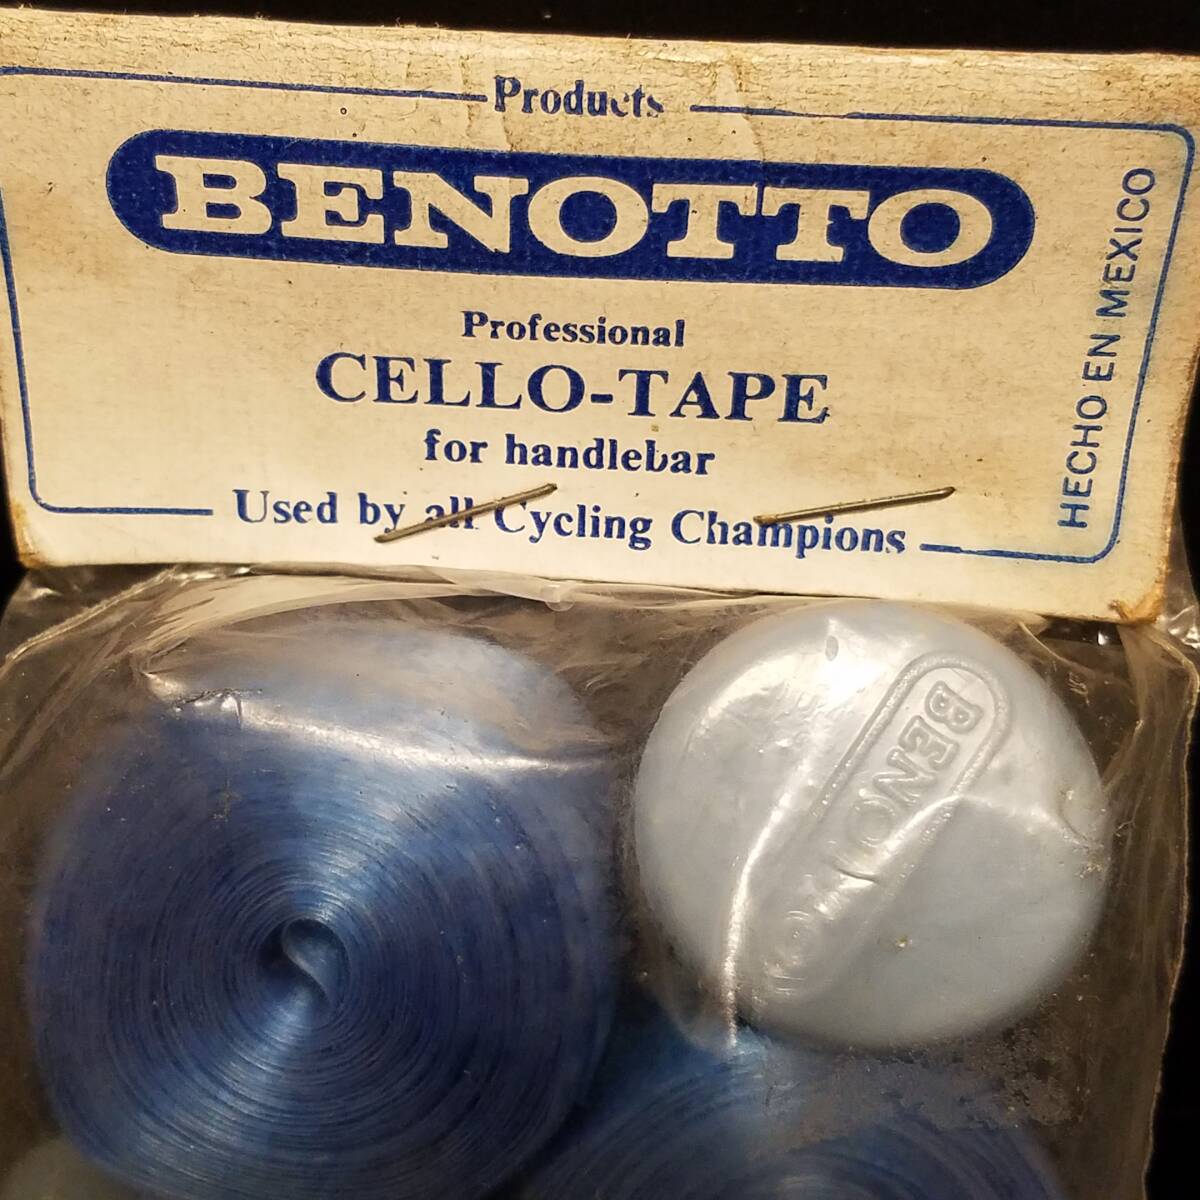 Products
BENOTTO
Professional
CELLO-TAPE
for handlebar
Used by all Cycling Champions
HECHO EN MEXICO
BENOTTO